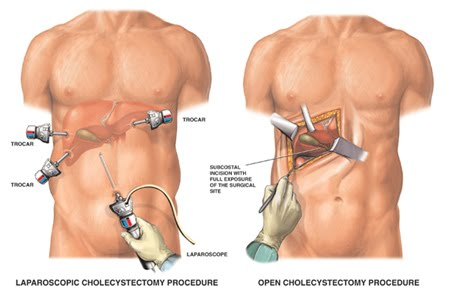 TROCAR
TROCAR
TROCAR
LAPAROSCOPE
LAPAROSCOPIC CHOLECYSTECTOMY PROCEDURE
SUBCOSTAL
INCISION WITH
FULL EXPOSURE
OF THE SURGICAL
SITE
OPEN CHOLECYSTECTOMY PROCEDURE